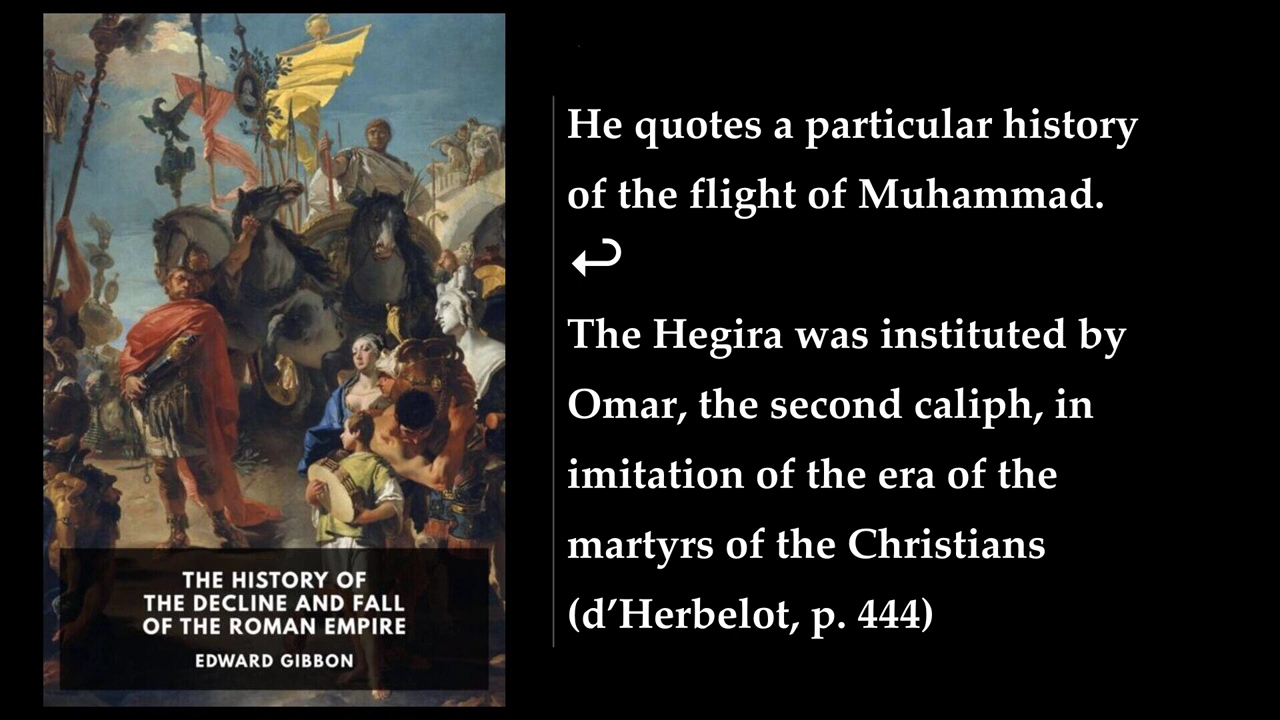 THE HISTORY OF
THE DECLINE AND FALL
OF THE ROMAN EMPIRE
EDWARD GIBBON
He quotes a particular history
of the flight of Muhammad.
↩
The Hegira was instituted by
Omar, the second caliph, in
imitation of the era of the
martyrs of the Christians
(d’Herbelot, p. 444)